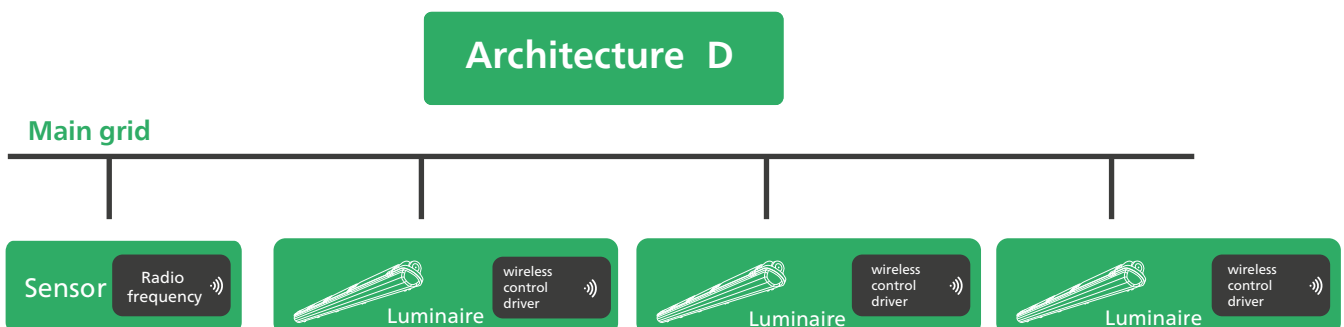 Architecture D
Main grid
Sensor
Radio
frequency
wireless
control
driver
Luminaire
wireless
control
driver
Luminaire
wireless
control
driver
Luminaire